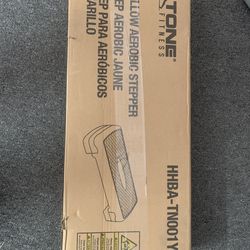 TONE
FITNESS
LLOW AEROBIC STEPPER
EP AEROBIC JAUNE
EP PARA AERÓBICOS
ARILLO
HHBA-TN001Y